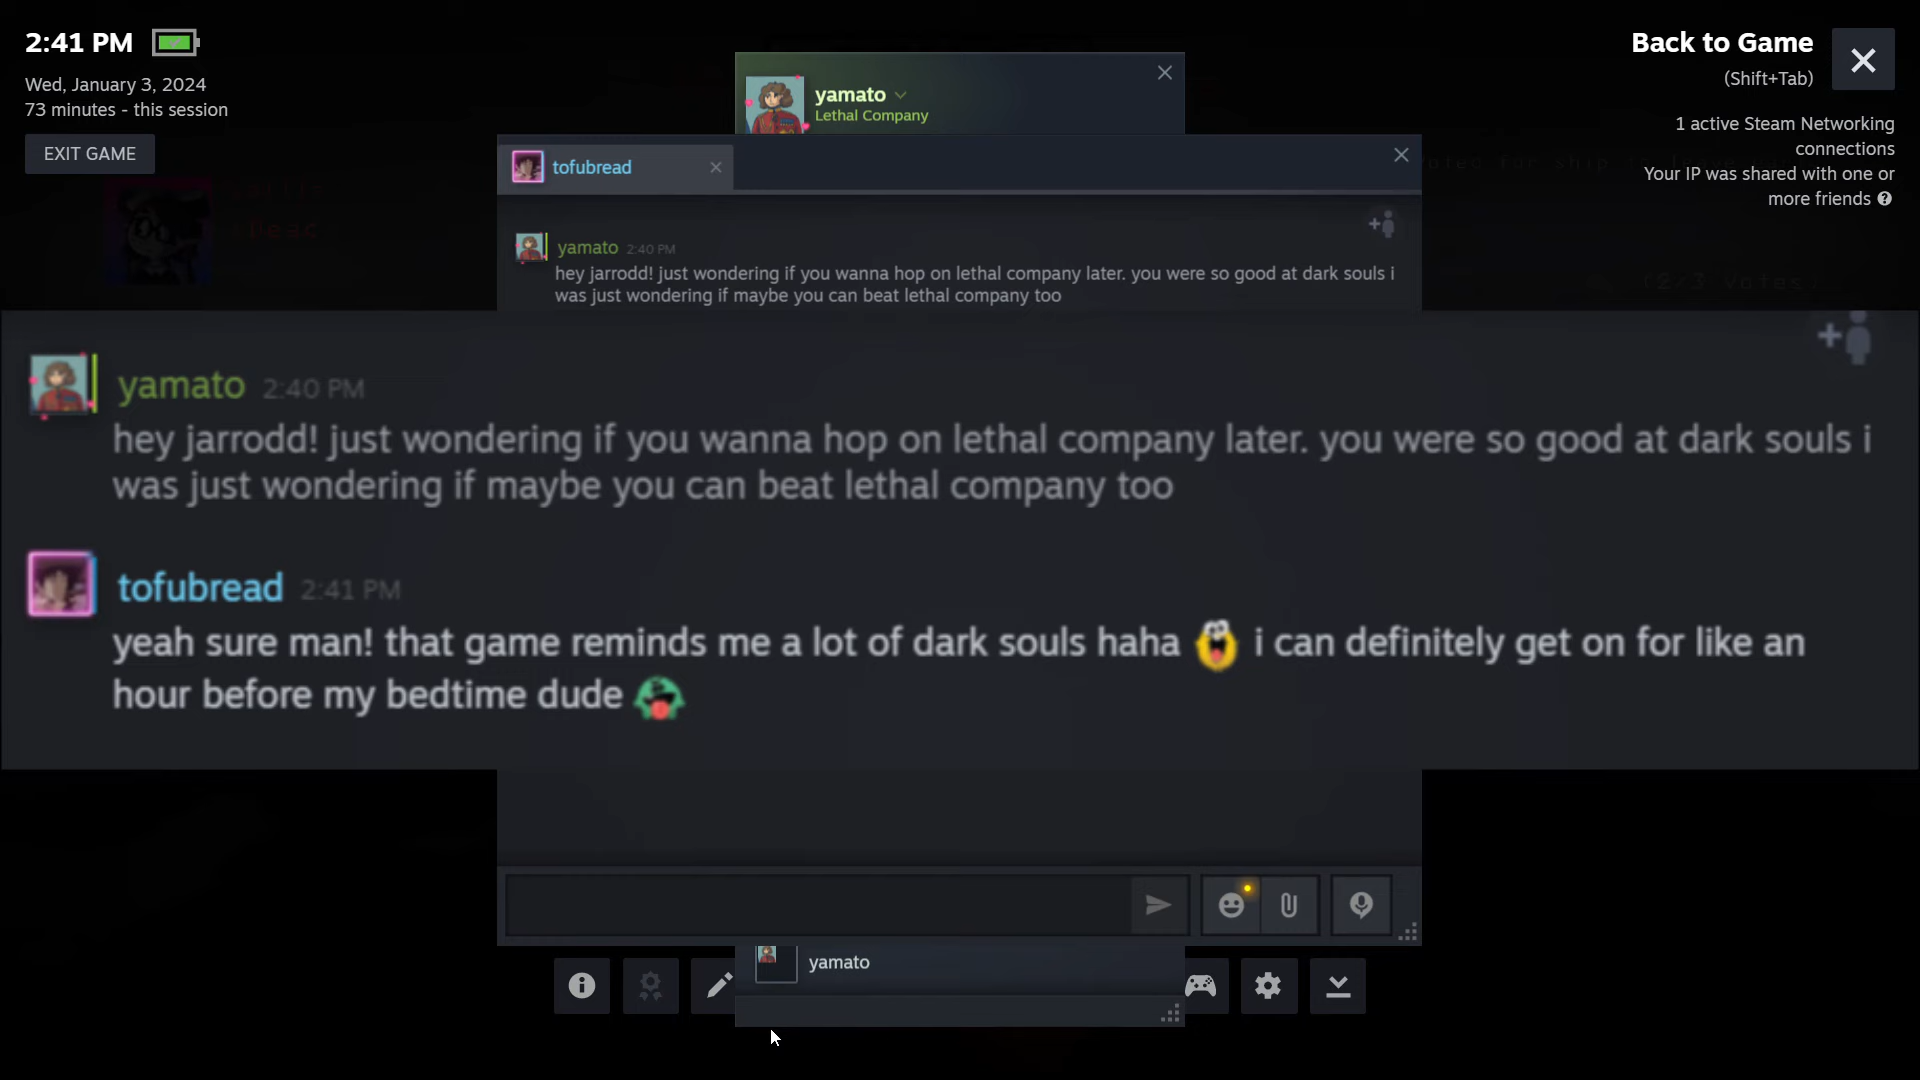 2:41 PM
Wed, January 3, 2024
73 minutes - this session
EXIT GAME
Back to Game
(Shift+Tab)
1 active Steam Networking
connections
Your IP was shared with one or
more friends
yamato
Lethal Company
tofubread
yamato 2:40 PM
hey jarrodd! just wondering if you wanna hop on lethal company later. you were so good at dark souls i
was just wondering if maybe you can beat lethal company too
yamato 2:40 PM
hey jarrodd! just wondering if you wanna hop on lethal company later. you were so good at dark souls i
was just wondering if maybe you can beat lethal company too
tofubread 2:41 PM
yeah sure man! that game reminds me a lot of dark souls haha i can definitely get on for like an
hour before my bedtime dude
yamato
for ship
(2/3 Votes)